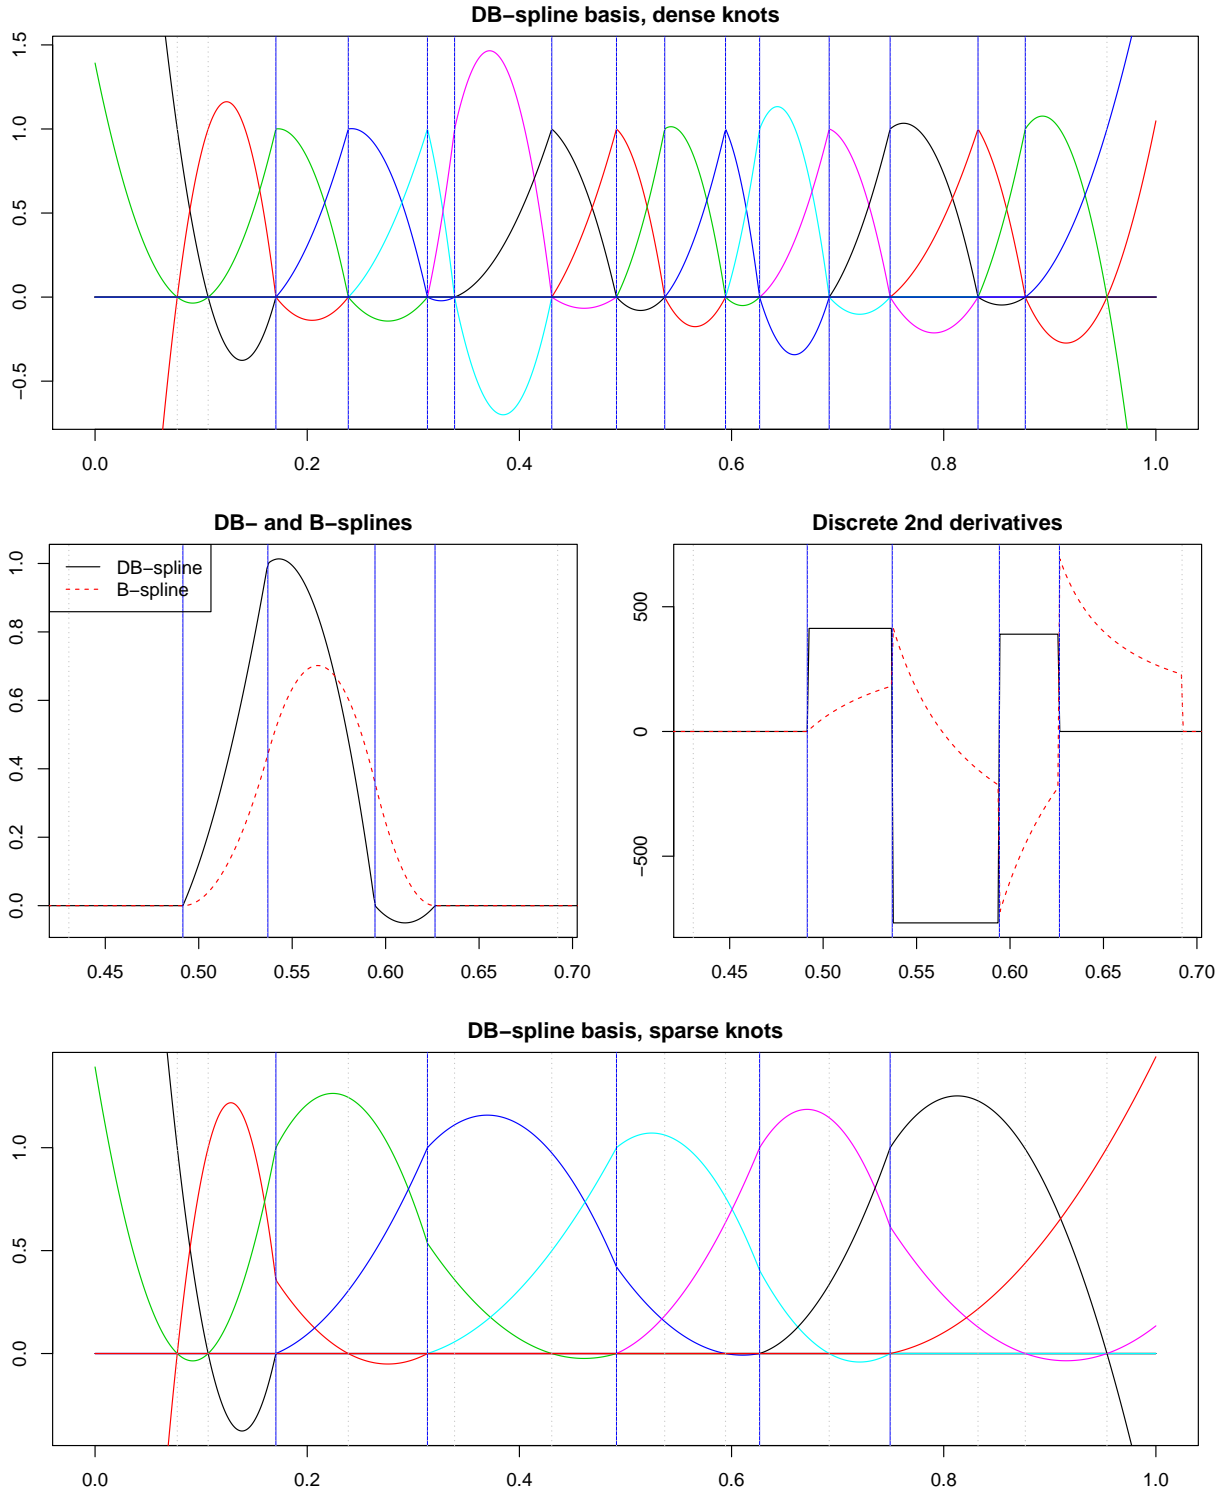 DB−spline basis, dense knots
1.5
1.0
0.5
0.0
−0.5
0.0 0.2 0.4 0.6 0.8 1.0
DB− and B−splines
DB−spline
B−spline
1.0
0.8
0.6
0.4
0.2
0.0
0.45 0.50 0.55 0.60 0.65 0.70
Discrete 2nd derivatives
500
0
−500
0.45 0.50 0.55 0.60 0.65 0.70
DB−spline basis, sparse knots
1.0
0.5
0.0
0.0 0.2 0.4 0.6 0.8 1.0